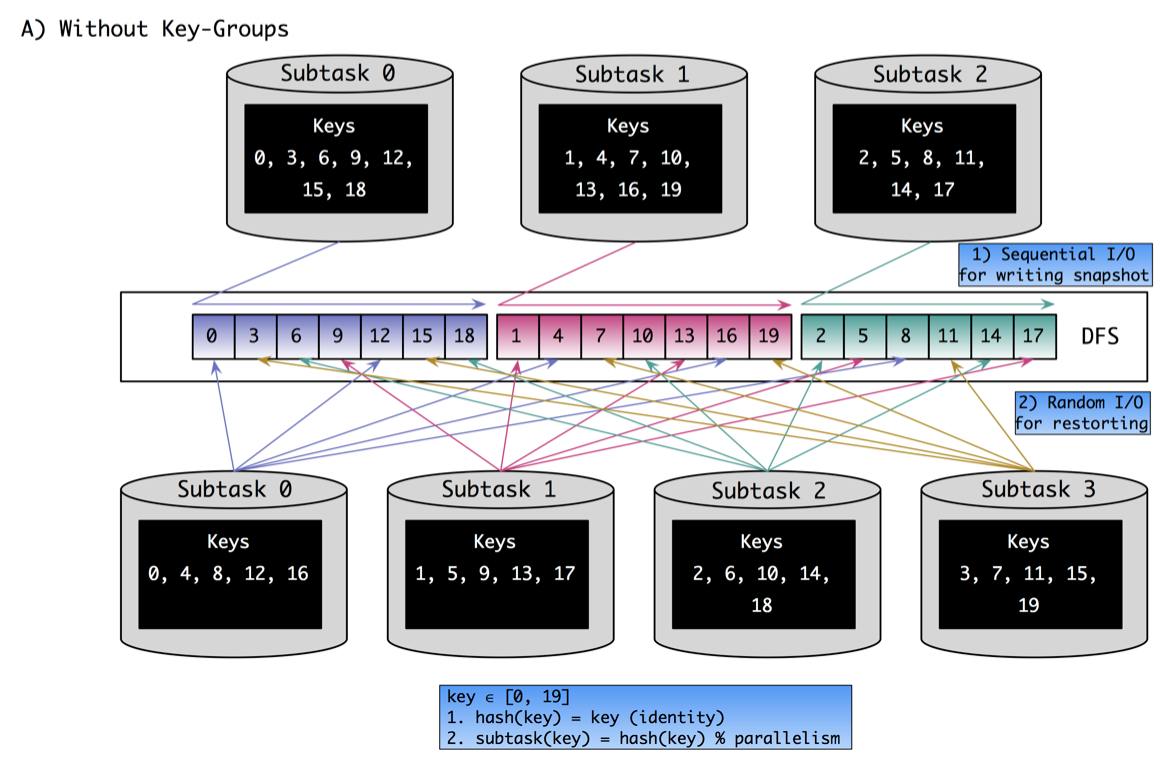 A) Without Key-Groups
Subtask 0
Subtask 1
Subtask 2
Keys
0, 3, 6, 9, 12,
15, 18
Keys
1, 4, 7, 10,
13, 16, 19
Keys
2, 5, 8, 11,
14, 17
1) Sequential I/O
for writing snapshot
0 3 6 9 12 15 18 1 4 7 10 13 16 19 2 5 8 11 14 17 DFS
2) Random I/O
for restorting
Subtask 0
Subtask 1
Subtask 2
Subtask 3
Keys
0, 4, 8, 12, 16
Keys
1, 5, 9, 13, 17
Keys
2, 6, 10, 14,
18
Keys
3, 7, 11, 15,
19
key ∈ [0, 19]
1. hash(key) = key (identity)
2. subtask(key) = hash(key) % parallelism